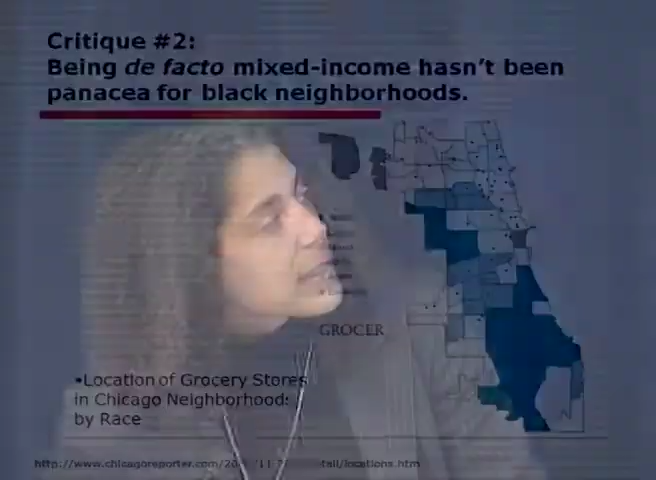 Critique #2:
Being de facto mixed-income hasn't been
panacea for black neighborhoods.
GROCER
•Location of Grocery Stores
in Chicago Neighborhood:
by Race